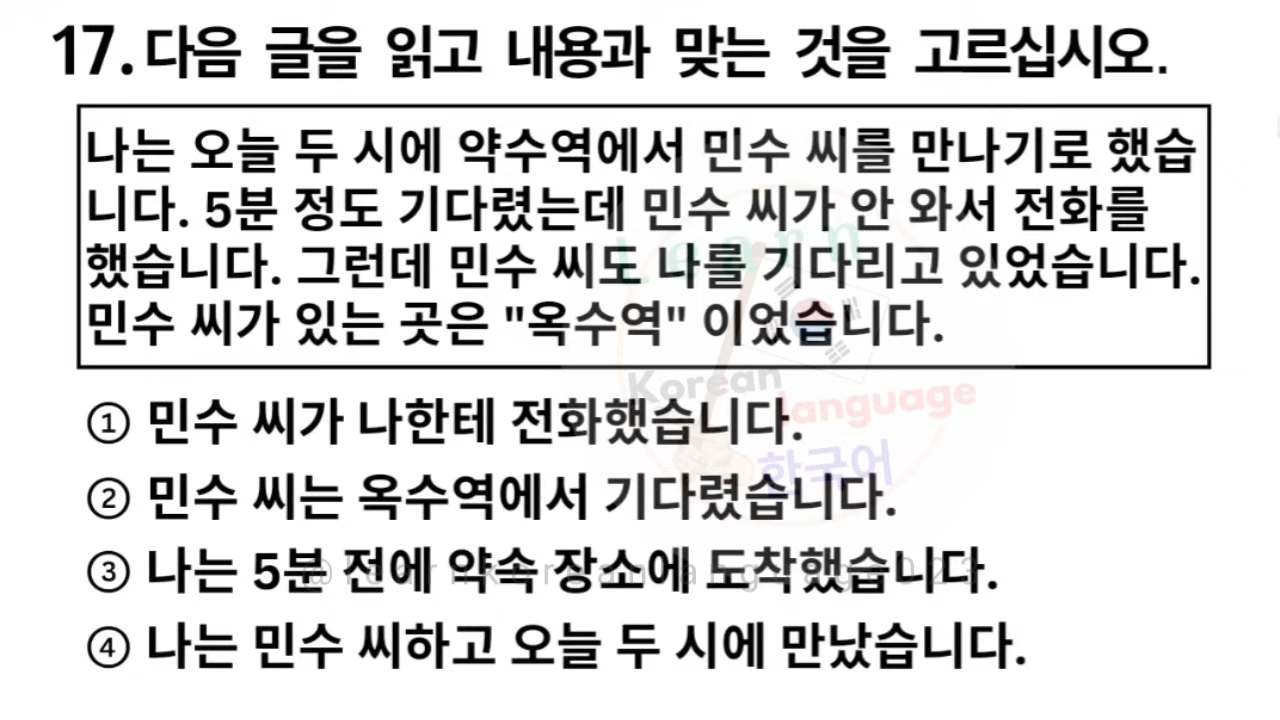 17. 다음 글을 읽고 내용과 맞는 것을 고르십시오.
나는 오늘 두 시에 약수역에서 민수 씨를 만나기로 했습
니다. 5분 정도 기다렸는데 민수 씨가 안 와서 전화를
했습니다. 그런데 민수 씨도 나를 기다리고 있었습니다.
민수 씨가 있는 곳은 "옥수역" 이었습니다.
Learn
Korean
language
한국어
① 민수 씨가 나한테 전화했습니다.
② 민수 씨는 옥수역에서 기다렸습니다.
③ 나는 5분 전에 약속 장소에 도착했습니다.
④ 나는 민수 씨하고 오늘 두 시에 만났습니다.